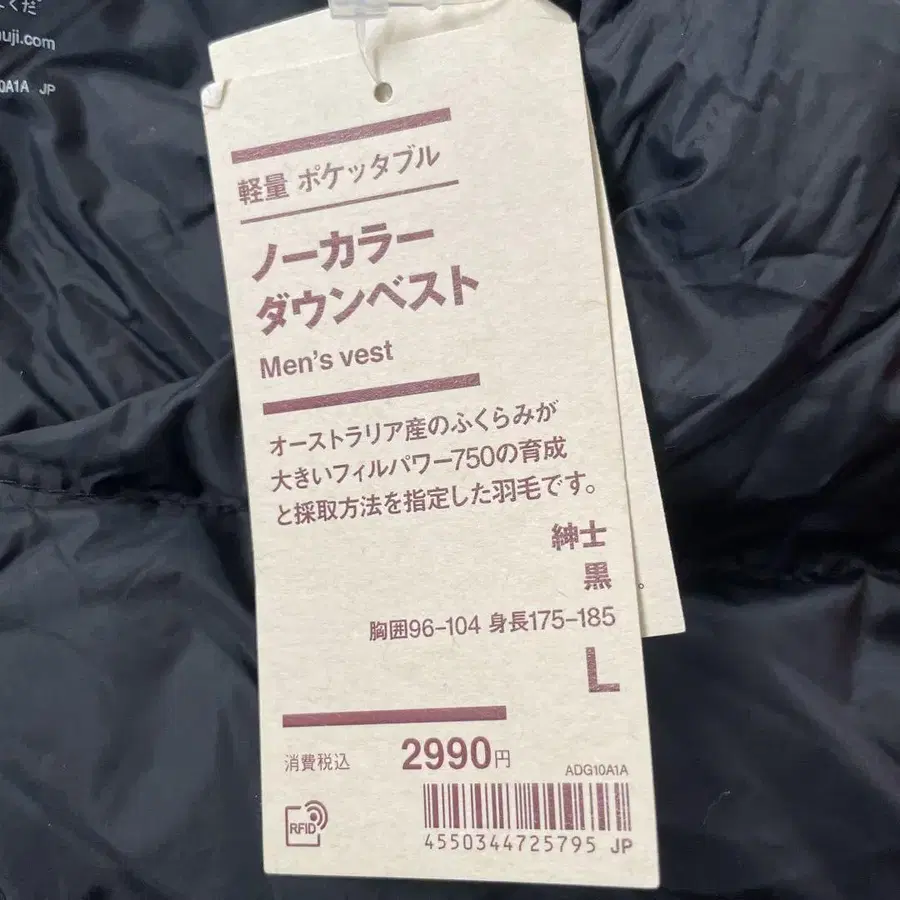 uji.com
0A1A JP
軽量 ポケッタブル
ノーカラー
ダウンベスト
Men's vest
オーストラリア産のふくらみが
大きいフィルパワー750の育成
と採取方法を指定した羽毛です。
紳士
黒
胸囲96-104 身長175-185
L
消費税込 2990円
ADG10A1A
RFID
4550344725795 JP